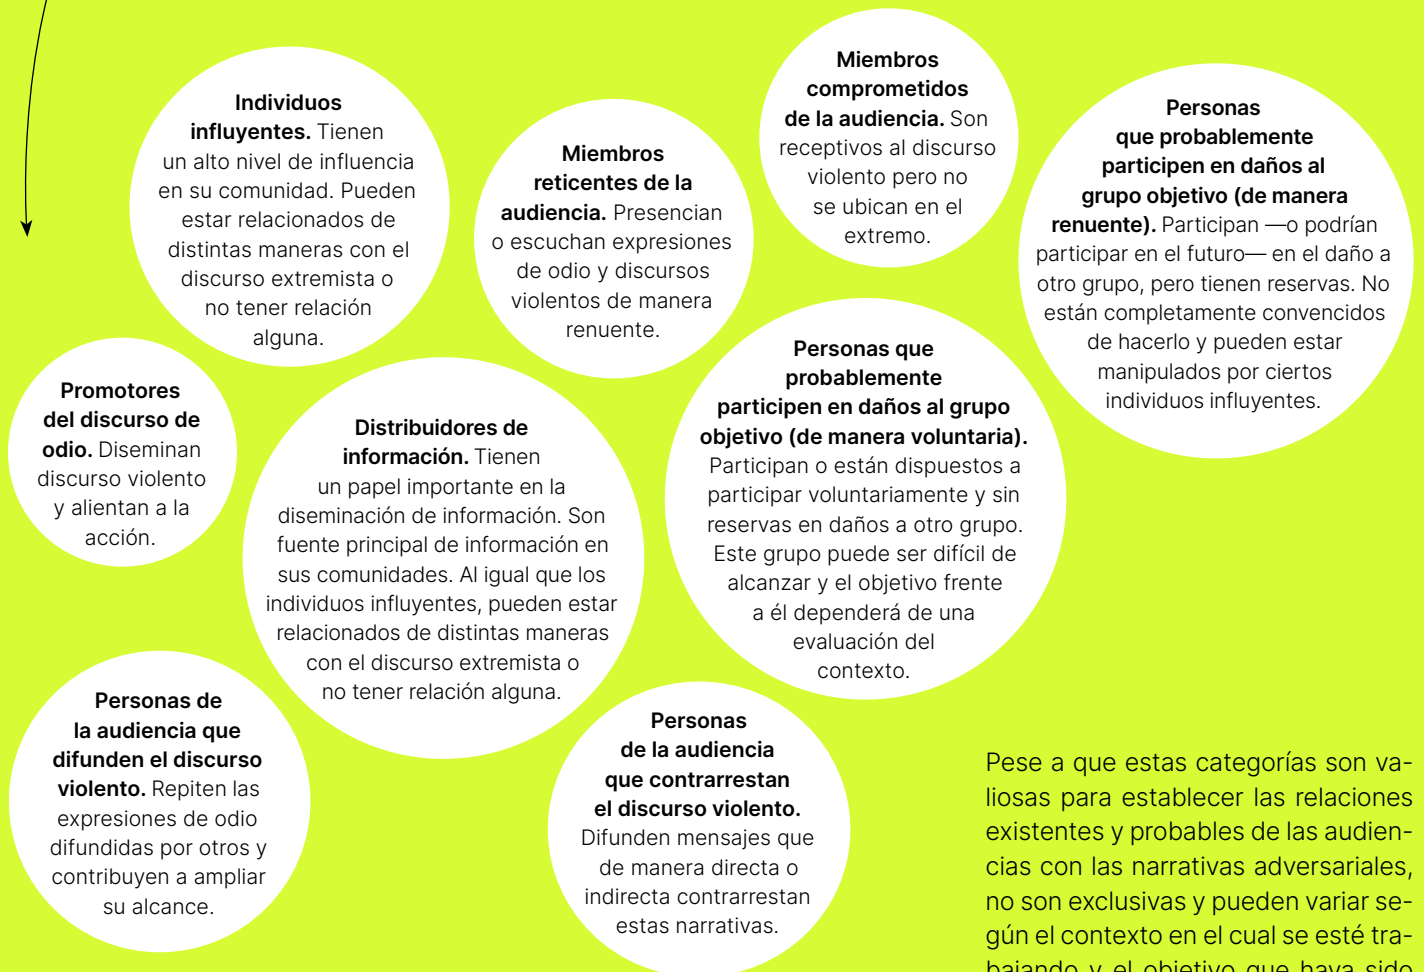 Individuos
influyentes. Tienen
un alto nivel de influencia
en su comunidad. Pueden
estar relacionados de
distintas maneras con el
discurso extremista o
no tener relación
alguna.
Miembros
reticentes de la
audiencia. Presencian
o escuchan expresiones
de odio y discursos
violentos de manera
renuente.
Miembros
comprometidos
de la audiencia. Son
receptivos al discurso
violento pero no
se ubican en el
extremo.
Personas
que probablemente
participen en daños al
grupo objetivo (de manera
renuente). Participan —o podrían
participar en el futuro— en el daño a
otro grupo, pero tienen reservas. No
están completamente convencidos
de hacerlo y pueden estar
manipulados por ciertos
individuos influyentes.
Promotores
del discurso de
odio. Diseminan
discurso violento
y alientan a la
acción.
Distribuidores de
información. Tienen
un papel importante en la
diseminación de información. Son
fuente principal de información en
sus comunidades. Al igual que los
individuos influyentes, pueden estar
relacionados de distintas maneras
con el discurso extremista o
no tener relación alguna.
Personas que
probablemente
participen en daños al grupo
objetivo (de manera voluntaria).
Participan o están dispuestos a
participar voluntariamente y sin
reservas en daños a otro grupo.
Este grupo puede ser difícil de
alcanzar y el objetivo frente
a él dependerá de una
evaluación del
contexto.
Personas de
la audiencia que
difunden el discurso
violento. Repiten las
expresiones de odio
difundidas por otros y
contribuyen a ampliar
su alcance.
Personas
de la audiencia
que contrarrestan
el discurso violento.
Difunden mensajes que
de manera directa o
indirecta contrarrestan
estas narrativas.
Pese a que estas categorías son va-
liosas para establecer las relaciones
existentes y probables de las audien-
cias con las narrativas adversariales,
no son exclusivas y pueden variar se-
gún el contexto en el cual se esté tra-
bajando y el objetivo que haya sido